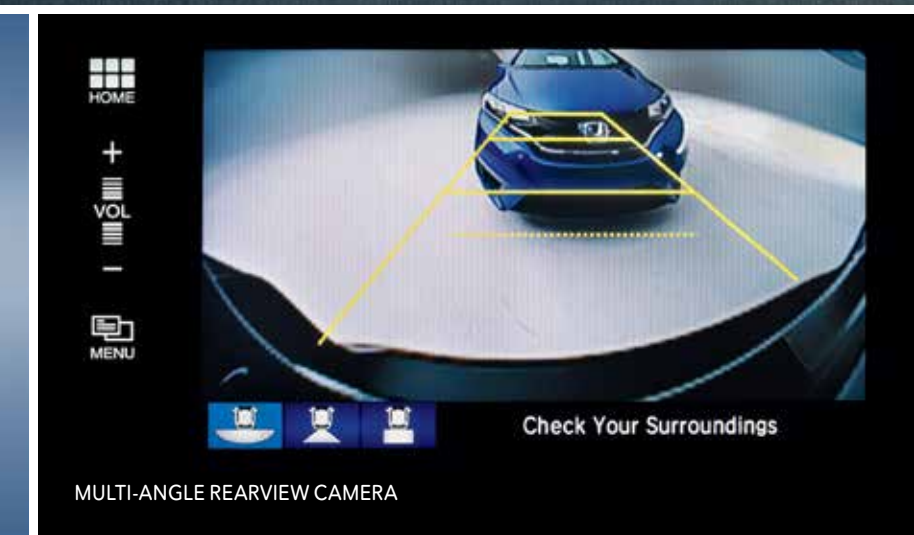 HOME
+
VOL
−
MENU
Check Your Surroundings
MULTI-ANGLE REARVIEW CAMERA